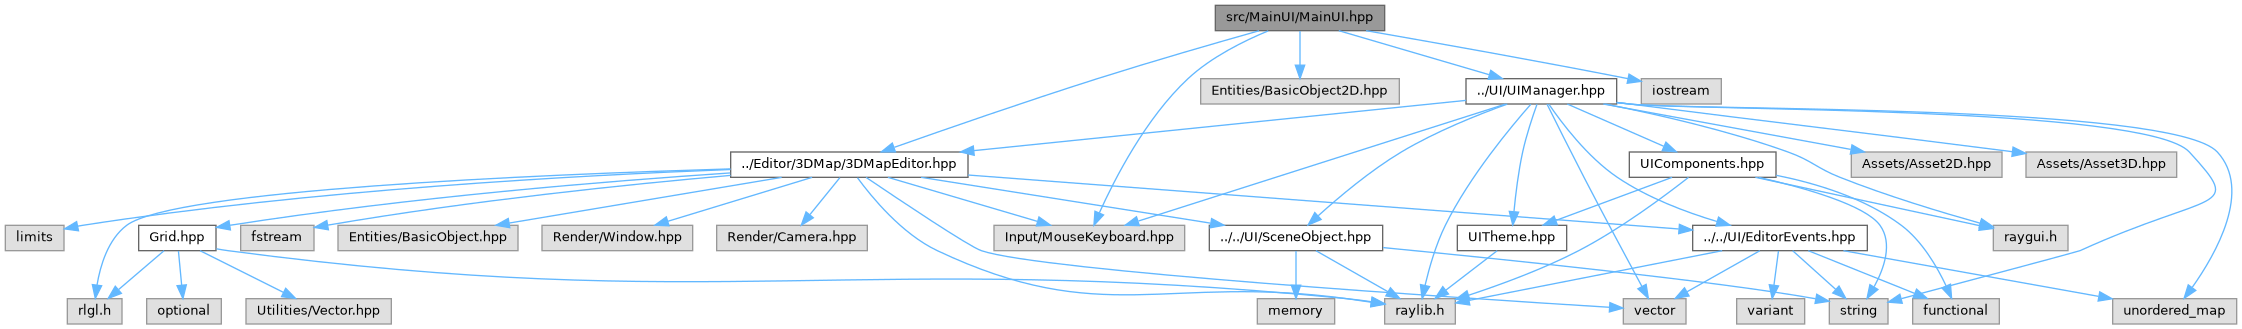 src/MainUI/MainUI.hpp
Entities/BasicObject2D.hpp
../UI/UIManager.hpp
iostream
../Editor/3DMap/3DMapEditor.hpp
UIComponents.hpp
Assets/Asset2D.hpp
Assets/Asset3D.hpp
limits
Grid.hpp
fstream
Entities/BasicObject.hpp
Render/Window.hpp
Render/Camera.hpp
Input/MouseKeyboard.hpp
../../UI/SceneObject.hpp
UITheme.hpp
../../UI/EditorEvents.hpp
raygui.h
rlgl.h
optional
Utilities/Vector.hpp
memory
raylib.h
vector
variant
string
functional
unordered_map